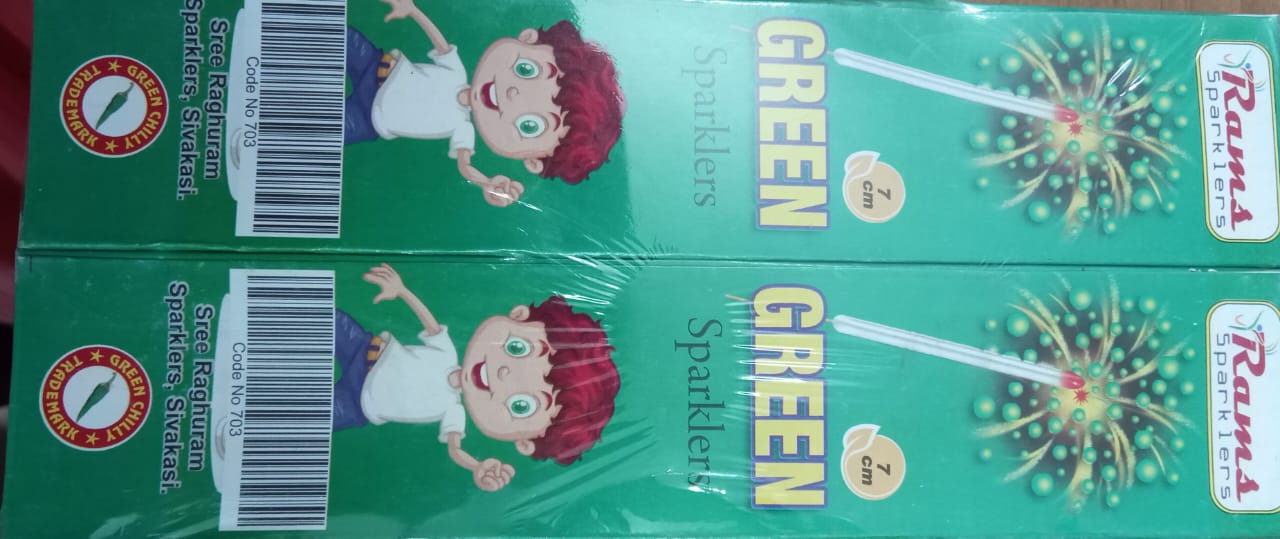 Rams
Sparklers
7
cm
GREEN
Sparklers
Code No 703
Sree Raghuram
Sparklers, Sivakasi.
GREEN CHILLY
TRADEMARK
Rams
Sparklers
7
cm
GREEN
Sparklers
Code No 703
Sree Raghuram
Sparklers, Sivakasi.
GREEN CHILLY
TRADEMARK